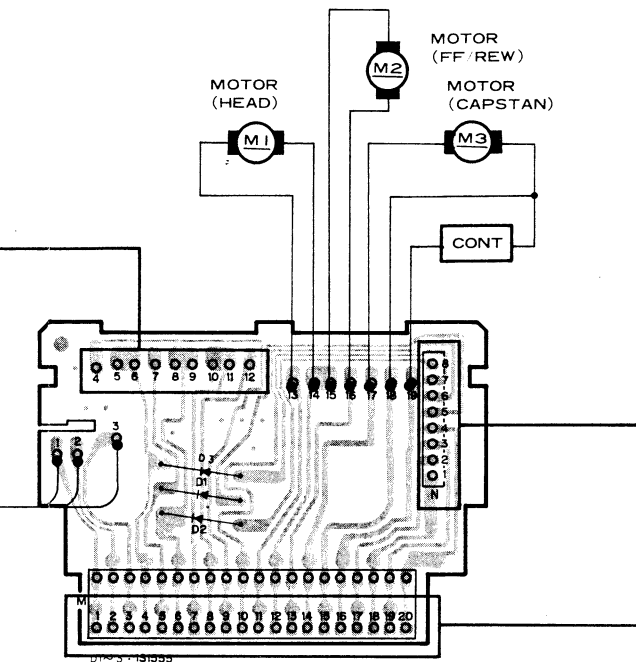 MOTOR
(FF/REW)
M2
MOTOR
(HEAD)
MOTOR
(CAPSTAN)
M1
M3
CONT
4 5 6 7 8 9 10 11 12
13 14 15 16 17 18 19
8
7
6
5
4
3
2
1
N
1 2 3
D3
D1
D2
M
1 2 3 4 5 6 7 8 9 10 11 12 13 14 15 16 17 18 19 20
D1~3 : 1S1555